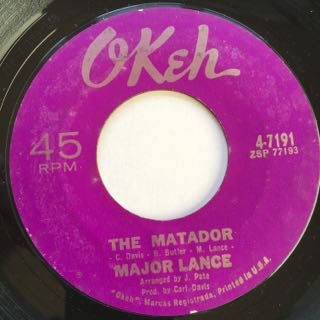 OKeh
45
RPM
4-7191
ZSP 77193
THE MATADOR
- C. Davis - B. Butler - M. Lance -
MAJOR LANCE
Arranged by J. Pate
Prod. by Carl Davis
"Okeh", Marcas Registrada. Printed in U.S.A.